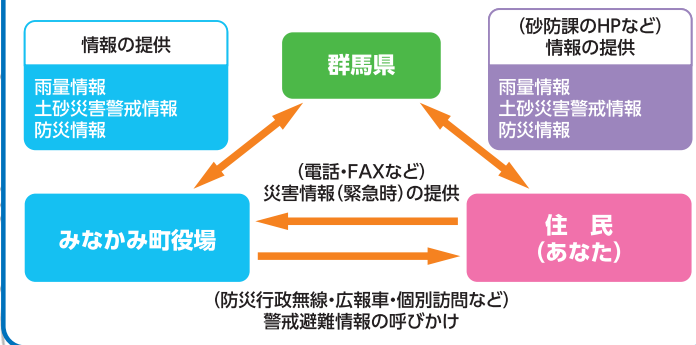 情報の提供
雨量情報
土砂災害警戒情報
防災情報
群馬県
(砂防課のHPなど)
情報の提供
雨量情報
土砂災害警戒情報
防災情報
(電話・FAXなど)
災害情報(緊急時)の提供
みなかみ町役場
住 民
(あなた)
(防災行政無線・広報車・個別訪問など)
警戒避難情報の呼びかけ